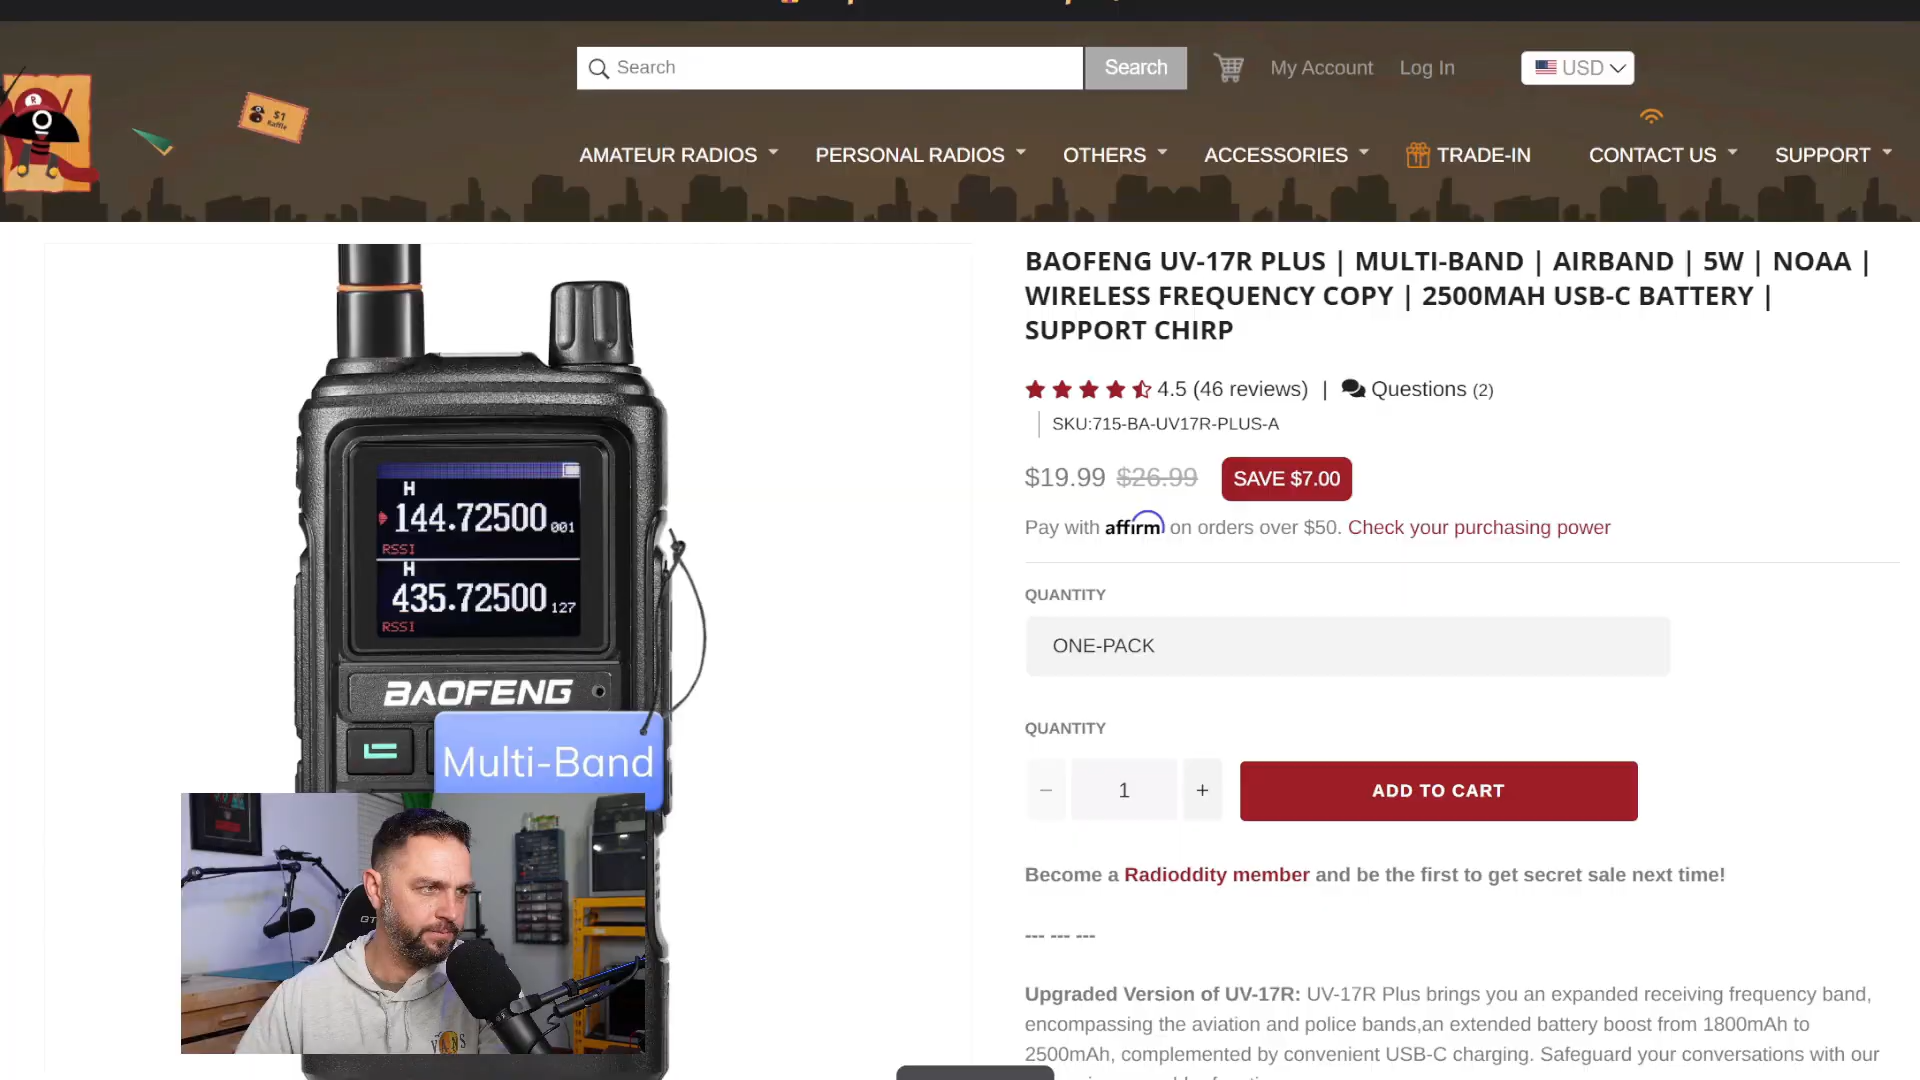 Search
Search
My Account
Log In
USD
R
$1
Raffle
AMATEUR RADIOS
PERSONAL RADIOS
OTHERS
ACCESSORIES
TRADE-IN
CONTACT US
SUPPORT
H
144.72500 001
RSSI
H
435.72500 127
RSSI
BAOFENG
Multi-Band
GT
VANS
BAOFENG UV-17R PLUS | MULTI-BAND | AIRBAND | 5W | NOAA |
WIRELESS FREQUENCY COPY | 2500MAH USB-C BATTERY |
SUPPORT CHIRP
4.5 (46 reviews) | Questions (2)
SKU:715-BA-UV17R-PLUS-A
$19.99 $26.99 SAVE $7.00
Pay with affirm on orders over $50. Check your purchasing power
QUANTITY
ONE-PACK
QUANTITY
− 1 + ADD TO CART
Become a Radioddity member and be the first to get secret sale next time!
--- --- ---
Upgraded Version of UV-17R: UV-17R Plus brings you an expanded receiving frequency band,
encompassing the aviation and police bands,an extended battery boost from 1800mAh to
2500mAh, complemented by convenient USB-C charging. Safeguard your conversations with our